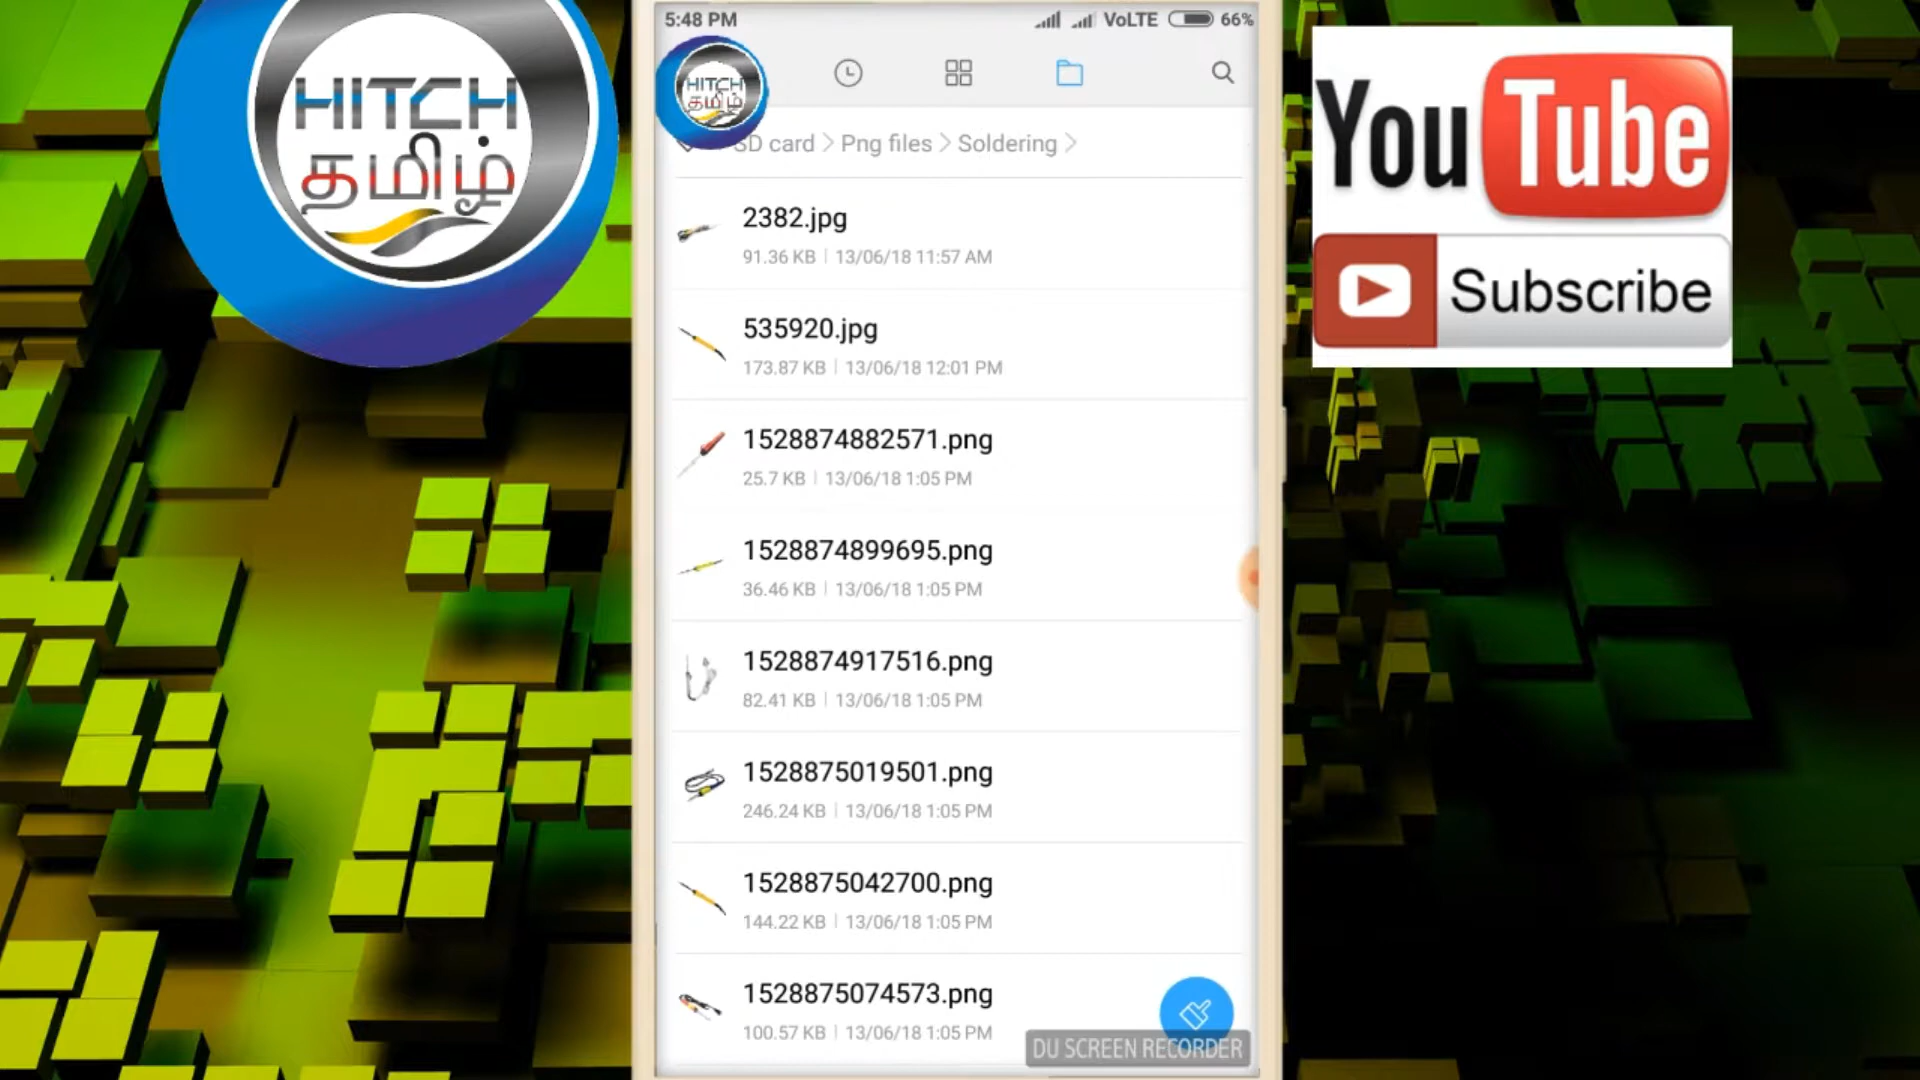 HITCH
தமிழ்
5:48 PM
VoLTE
66%
HITCH
தமிழ்
SD card > Png files > Soldering >
2382.jpg
91.36 KB | 13/06/18 11:57 AM
535920.jpg
173.87 KB | 13/06/18 12:01 PM
1528874882571.png
25.7 KB | 13/06/18 1:05 PM
1528874899695.png
36.46 KB | 13/06/18 1:05 PM
1528874917516.png
82.41 KB | 13/06/18 1:05 PM
1528875019501.png
246.24 KB | 13/06/18 1:05 PM
1528875042700.png
144.22 KB | 13/06/18 1:05 PM
1528875074573.png
100.57 KB | 13/06/18 1:05 PM
DU SCREEN RECORDER
YouTube
Subscribe